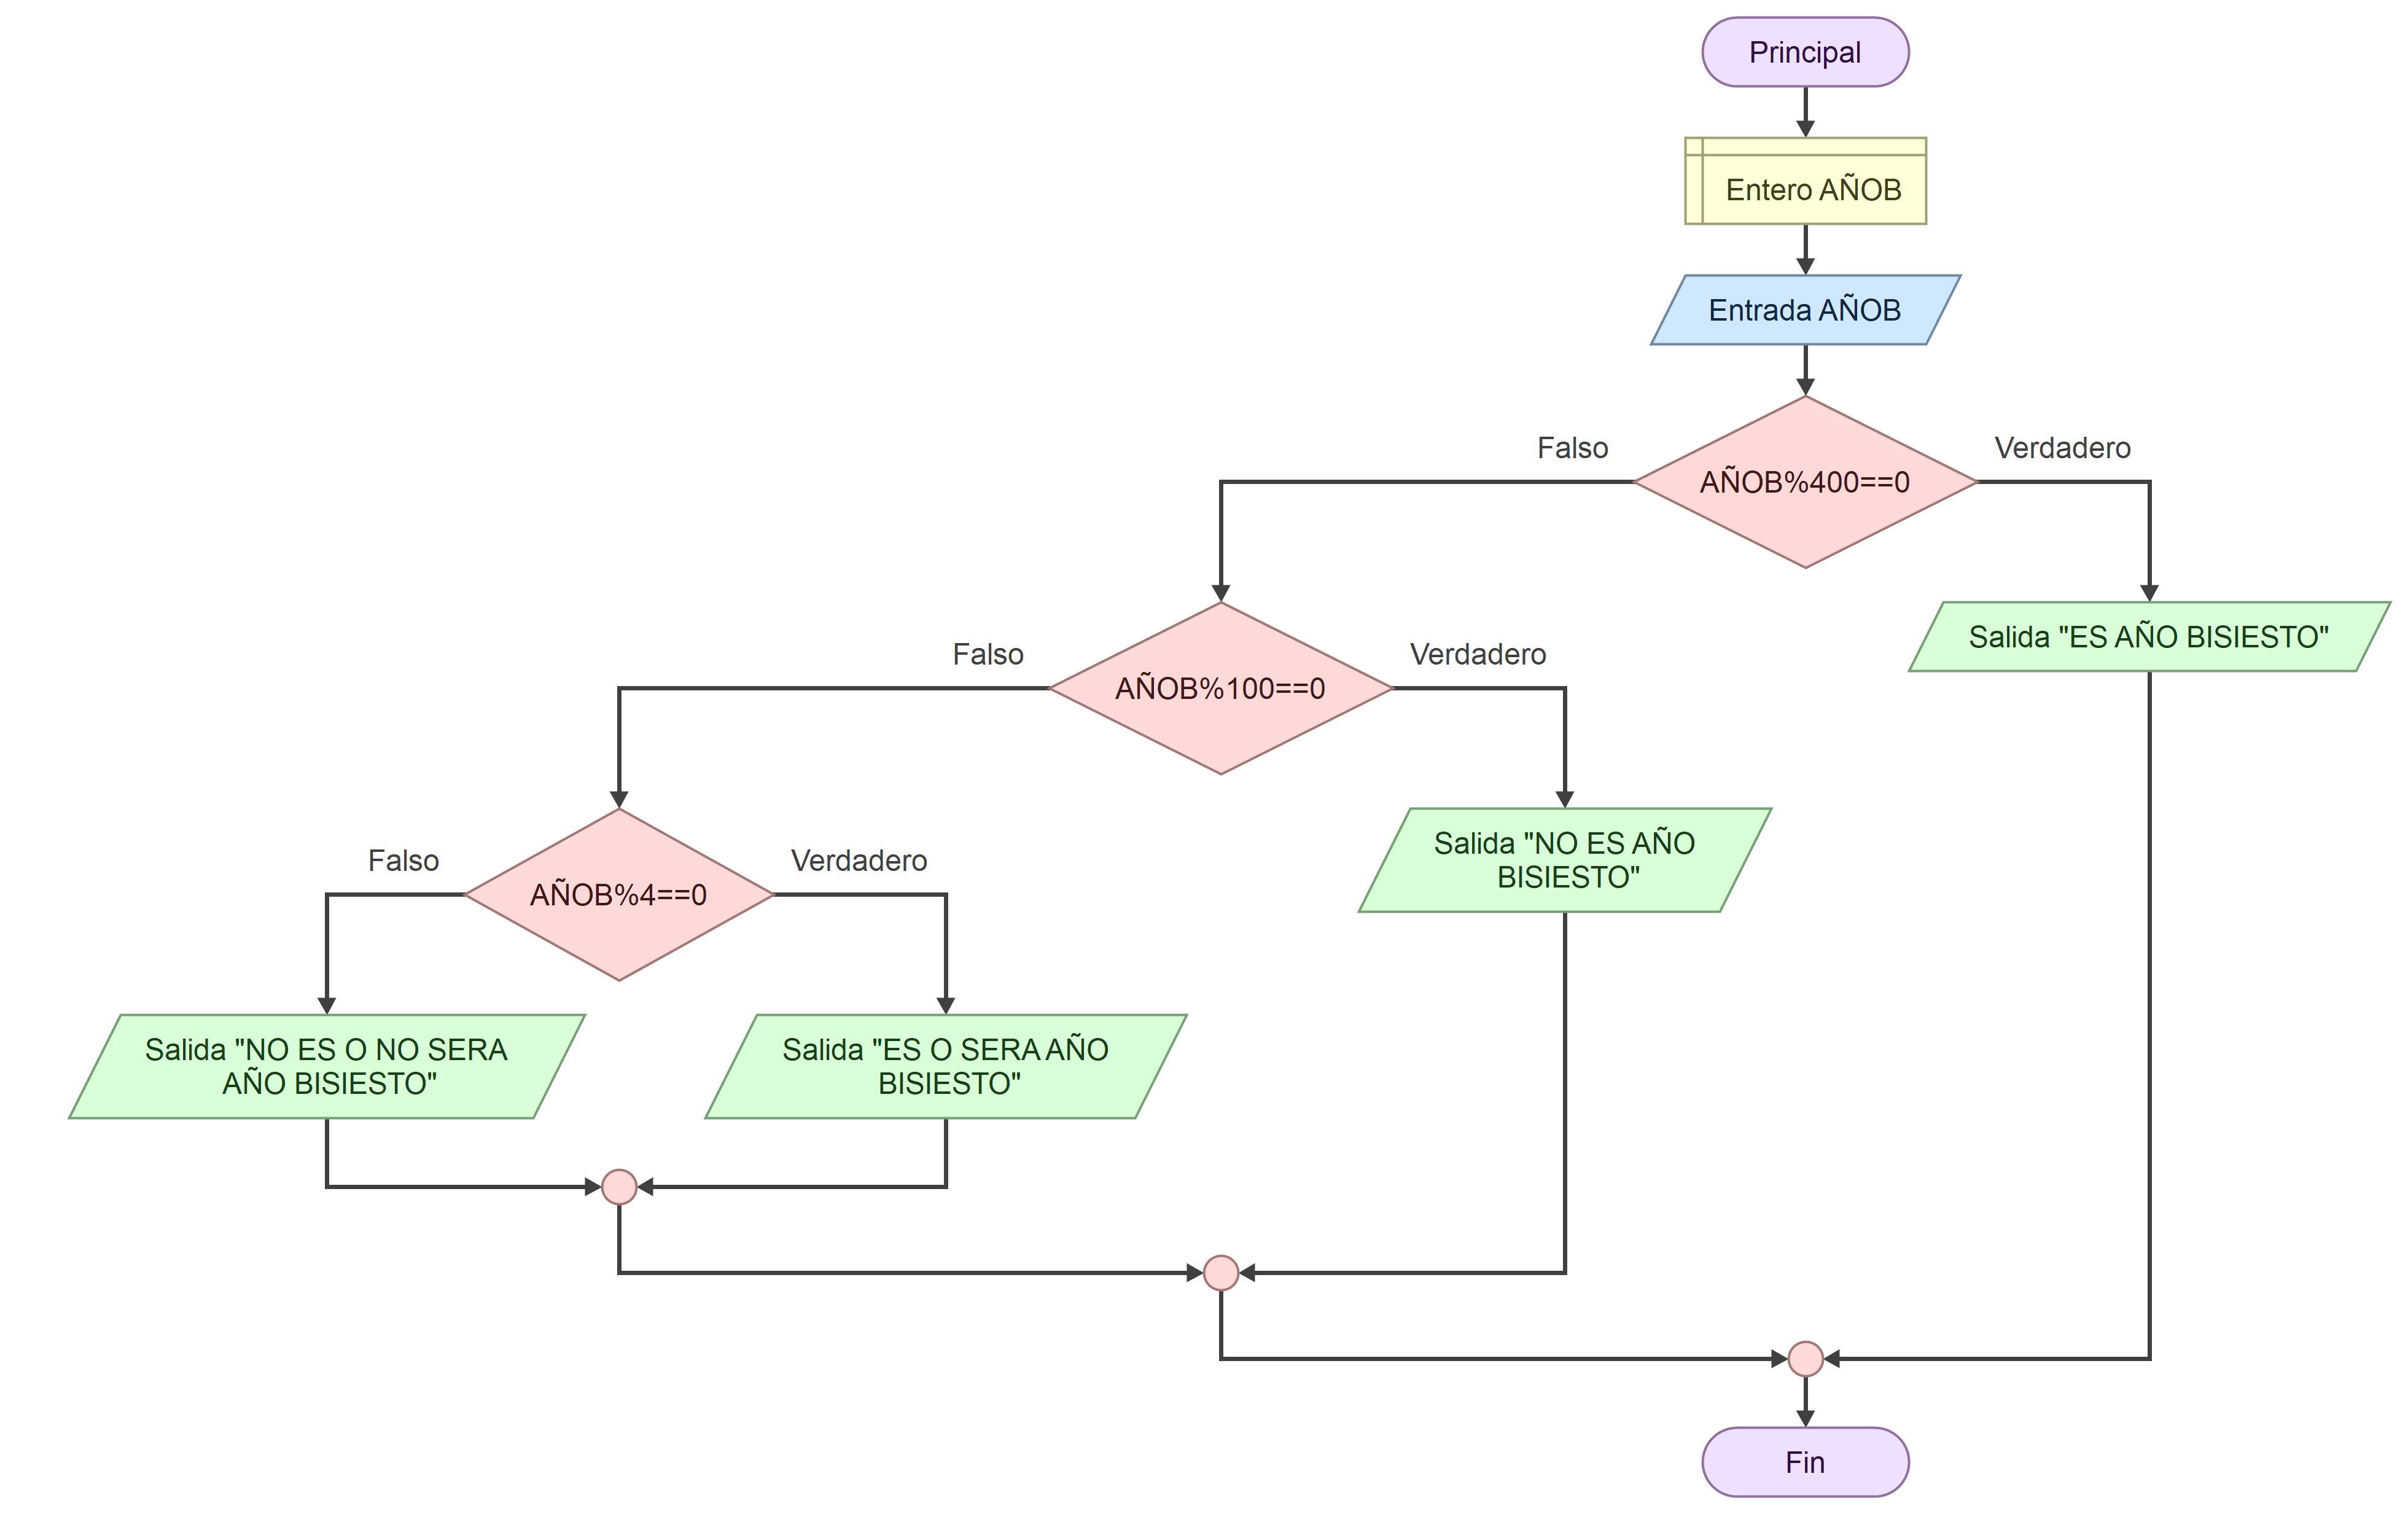 Principal
Entero AÑOB
Entrada AÑOB
Falso
Verdadero
AÑOB%400==0
Salida "ES AÑO BISIESTO"
Falso
Verdadero
AÑOB%100==0
Salida "NO ES AÑO
BISIESTO"
Falso
Verdadero
AÑOB%4==0
Salida "NO ES O NO SERA
AÑO BISIESTO"
Salida "ES O SERA AÑO
BISIESTO"
Fin